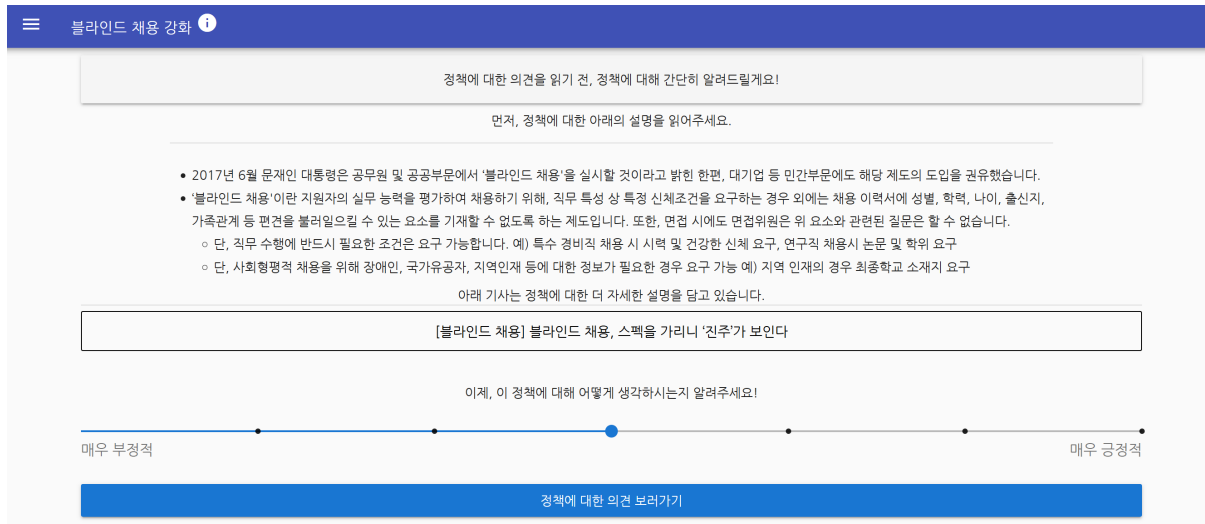 블라인드 채용 강화
정책에 대한 의견을 읽기 전, 정책에 대해 간단히 알려드릴게요!
먼저, 정책에 대한 아래의 설명을 읽어주세요.
• 2017년 6월 문재인 대통령은 공무원 및 공공부문에서 '블라인드 채용'을 실시할 것이라고 밝힌 한편, 대기업 등 민간부문에도 해당 제도의 도입을 권유했습니다.
• '블라인드 채용'이란 지원자의 실무 능력을 평가하여 채용하기 위해, 직무 특성 상 특정 신체조건을 요구하는 경우 외에는 채용 이력서에 성별, 학력, 나이, 출신지,
가족관계 등 편견을 불러일으킬 수 있는 요소를 기재할 수 없도록 하는 제도입니다. 또한, 면접 시에도 면접위원은 위 요소와 관련된 질문은 할 수 없습니다.
◦ 단, 직무 수행에 반드시 필요한 조건은 요구 가능합니다. 예) 특수 경비직 채용 시 시력 및 건강한 신체 요구, 연구직 채용시 논문 및 학위 요구
◦ 단, 사회형평적 채용을 위해 장애인, 국가유공자, 지역인재 등에 대한 정보가 필요한 경우 요구 가능 예) 지역 인재의 경우 최종학교 소재지 요구
아래 기사는 정책에 대한 더 자세한 설명을 담고 있습니다.
[블라인드 채용] 블라인드 채용, 스펙을 가리니 '진주'가 보인다
이제, 이 정책에 대해 어떻게 생각하시는지 알려주세요!
매우 부정적
매우 긍정적
정책에 대한 의견 보러가기